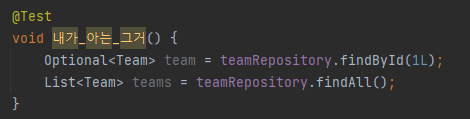 @Test
void 내가_아는_그거() {
    Optional<Team> team = teamRepository.findById(1L);
    List<Team> teams = teamRepository.findAll();
}